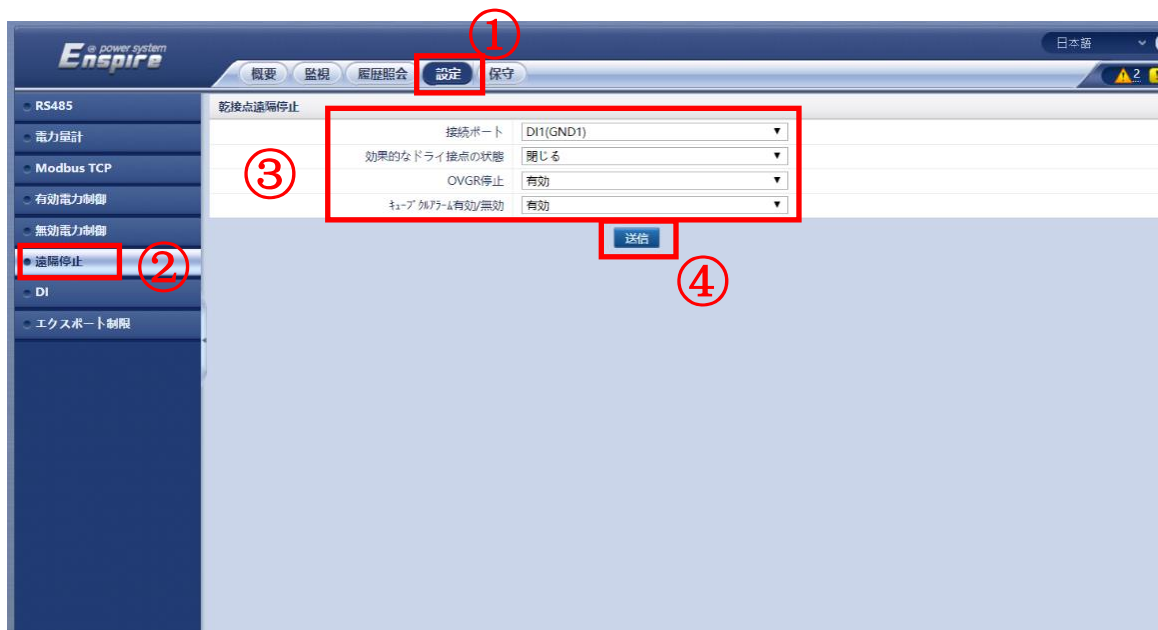 ①
Enspire
@ power system
日本語
概要 監視 履歴照会 設定 保守
2
RS485
電力量計
Modbus TCP
有効電力制御
無効電力制御
遠隔停止
②
DI
エクスポート制限
乾接点遠隔停止
③
接続ポート DI1(GND1)
効果的なドライ接点の状態 閉じる
OVGR停止 有効
ｷｭｰﾌﾞｸﾙｱﾗｰﾑ有効/無効 有効
送信
④